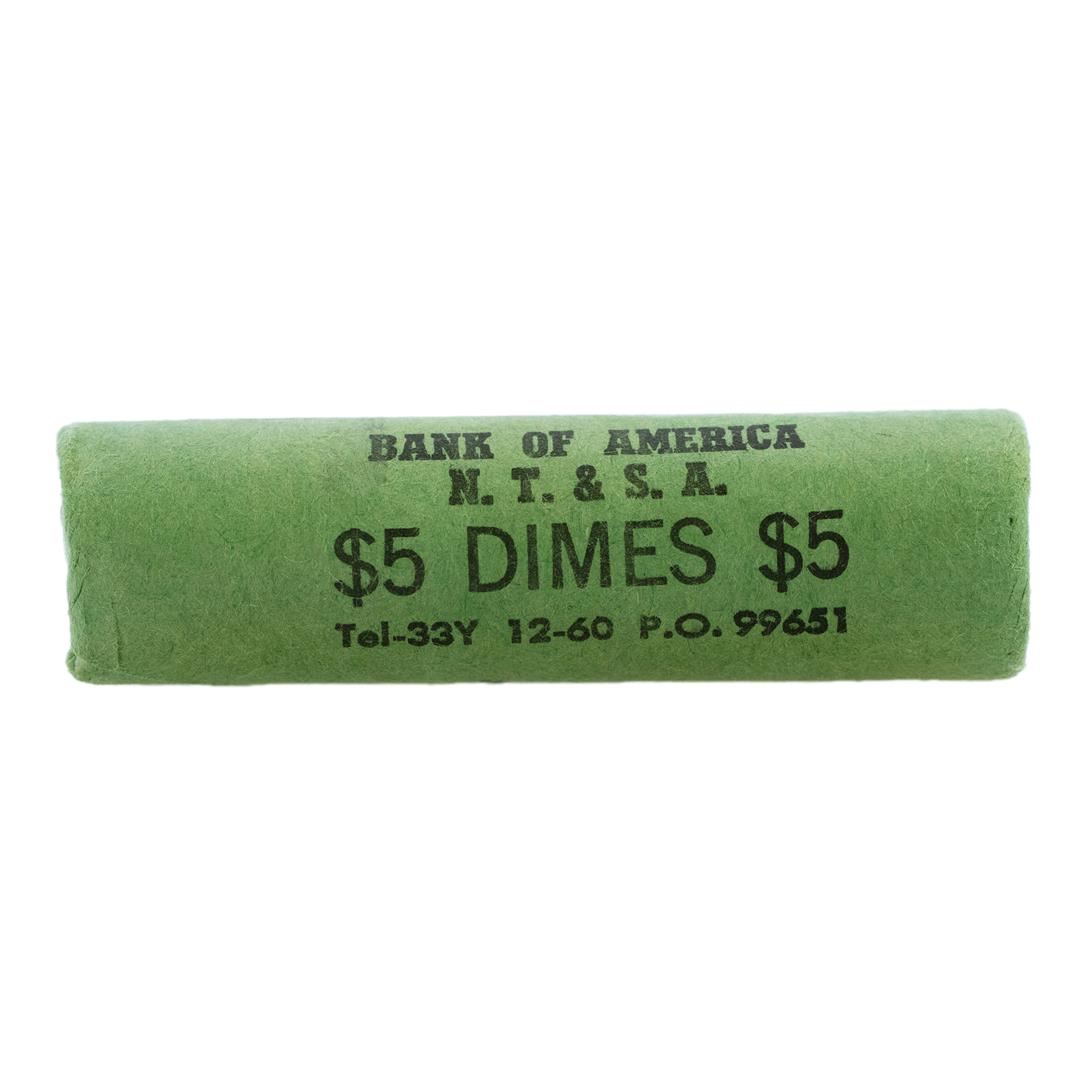 BANK OF AMERICA
N. T. & S. A.
$5 DIMES $5
Tel-33Y 12-60 P.O. 99651